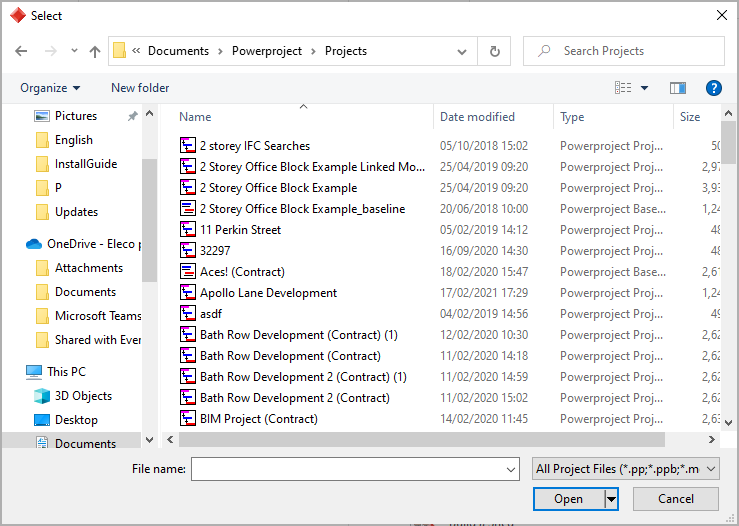 Select
« Documents > Powerproject > Projects
Search Projects
Organize
New folder
?
Pictures
English
InstallGuide
P
Updates
OneDrive - Eleco p
Attachments
Documents
Microsoft Teams
Shared with Ever
This PC
3D Objects
Desktop
Documents
Name Date modified Type Size
2 storey IFC Searches 05/10/2018 15:02 Powerproject Proj... 50
2 Storey Office Block Example Linked Mo... 25/04/2019 09:20 Powerproject Proj... 2,97
2 Storey Office Block Example 25/04/2019 09:20 Powerproject Proj... 3,93
2 Storey Office Block Example_baseline 20/06/2018 10:00 Powerproject Base... 1,24
11 Perkin Street 05/02/2019 14:12 Powerproject Proj... 48
32297 16/09/2020 14:30 Powerproject Proj... 48
Aces! (Contract) 18/02/2020 15:47 Powerproject Base... 2,61
Apollo Lane Development 17/02/2021 17:29 Powerproject Proj... 1,24
asdf 04/02/2019 14:56 Powerproject Proj... 49
Bath Row Development (Contract) (1) 12/02/2020 10:30 Powerproject Proj... 2,62
Bath Row Development (Contract) 11/02/2020 14:18 Powerproject Proj... 2,62
Bath Row Development 2 (Contract) (1) 11/02/2020 14:59 Powerproject Proj... 2,62
Bath Row Development 2 (Contract) 11/02/2020 15:02 Powerproject Proj... 2,62
BIM Project (Contract) 14/02/2020 11:45 Powerproject Proj... 2,63
File name:
All Project Files (*.pp;*.ppb;*.m
Open
Cancel